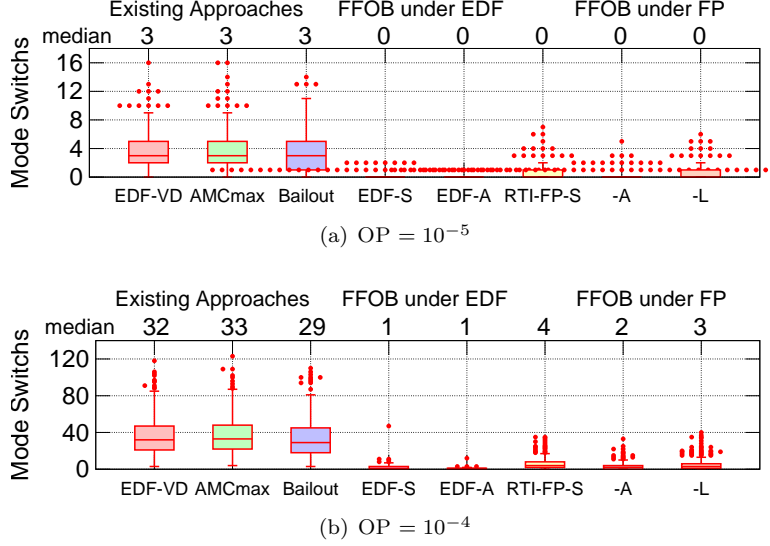 Existing Approaches FFOB under EDF FFOB under FP
median 3 3 3 0 0 0 0 0
Mode Switchs
16
12
8
4
0
EDF-VD AMCmax Bailout EDF-S EDF-A RTI-FP-S -A -L
(a) OP = 10⁻⁵
Existing Approaches FFOB under EDF FFOB under FP
median 32 33 29 1 1 4 2 3
Mode Switchs
120
80
40
0
EDF-VD AMCmax Bailout EDF-S EDF-A RTI-FP-S -A -L
(b) OP = 10⁻⁴